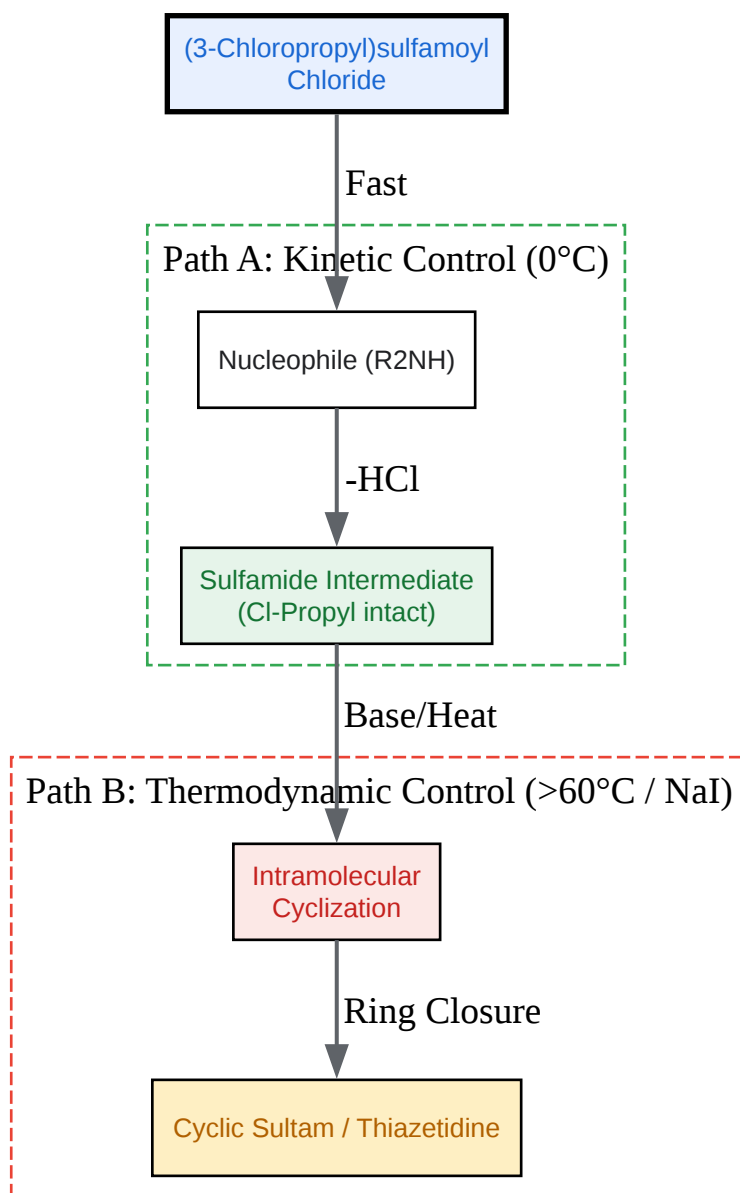 (3-Chloropropyl)sulfamoyl
Chloride
Fast
Path A: Kinetic Control (0°C)
Nucleophile (R2NH)
-HCl
Sulfamide Intermediate
(Cl-Propyl intact)
Base/Heat
Path B: Thermodynamic Control (>60°C / NaI)
Intramolecular
Cyclization
Ring Closure
Cyclic Sultam / Thiazetidine